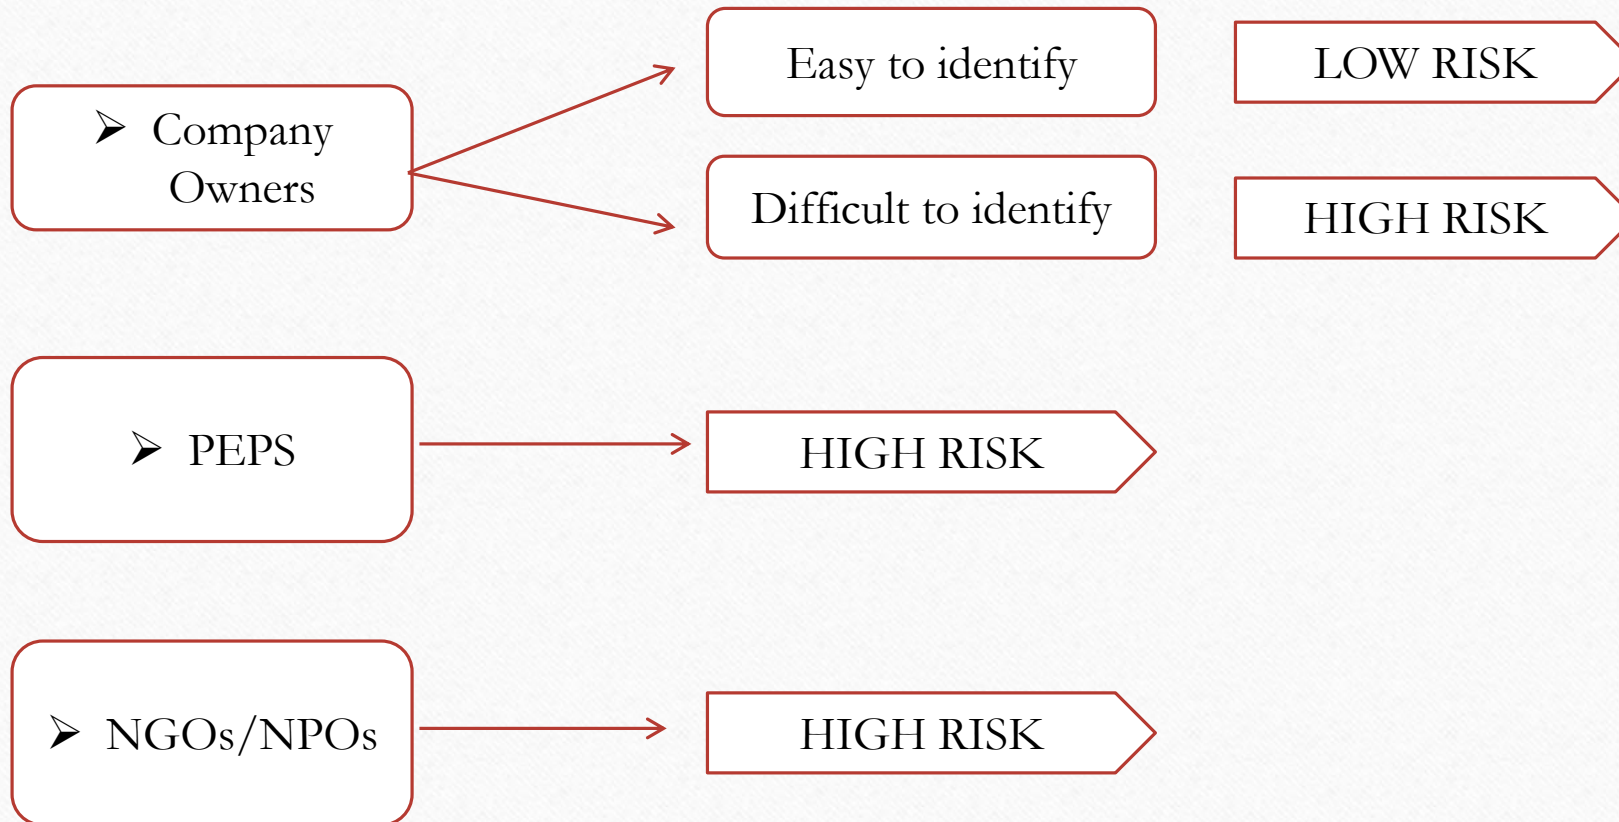 Easy to identify
LOW RISK
➢ Company
Owners
Difficult to identify
HIGH RISK
➢ PEPS
HIGH RISK
➢ NGOs/NPOs
HIGH RISK